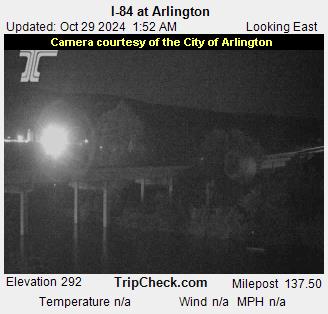 I-84 at Arlington
Updated: Oct 29 2024 1:52 AM Looking East
Camera courtesy of the City of Arlington
Elevation 292 TripCheck.com Milepost 137.50
Temperature n/a Wind n/a MPH n/a